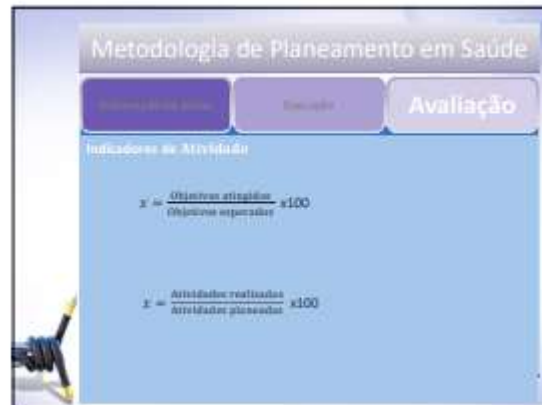 Metodologia de Planeamento em Saúde
Execução
Avaliação
Indicadores de Atividade
x = Objetivos atingidos / Objetivos esperados x100
x = Atividades realizadas / Atividades planeadas x100